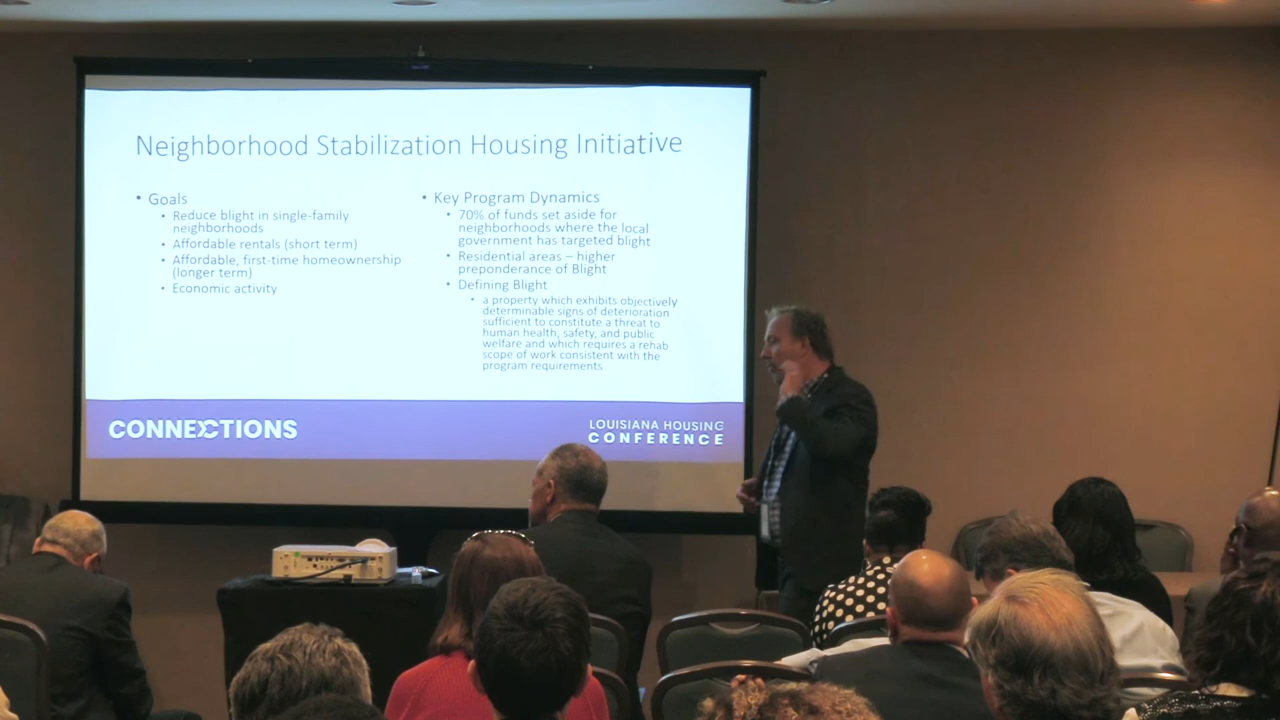 Neighborhood Stabilization Housing Initiative
• Goals
• Reduce blight in single-family
neighborhoods
• Affordable rentals (short term)
• Affordable, first-time homeownership
(longer term)
• Economic activity
• Key Program Dynamics
• 70% of funds set aside for
neighborhoods where the local
government has targeted blight
• Residential areas – higher
preponderance of Blight
• Defining Blight
• a property which exhibits objectively
determinable signs of deterioration
sufficient to constitute a threat to
human health, safety, and public
welfare and which requires a rehab
scope of work consistent with the
program requirements
CONNECTIONS
LOUISIANA HOUSING
CONFERENCE